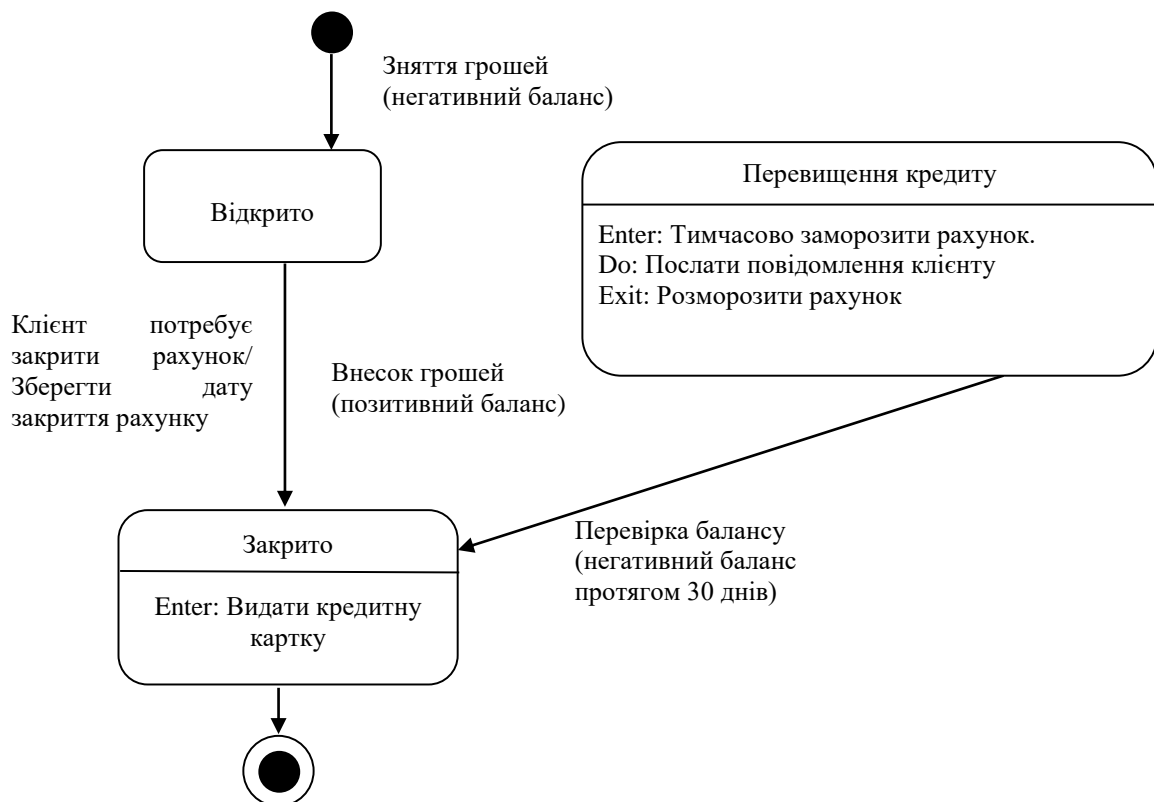 Зняття грошей
(негативний баланс)
Відкрито
Перевищення кредиту
Enter: Тимчасово заморозити рахунок.
Do: Послати повідомлення клієнту
Exit: Розморозити рахунок
Клієнт потребує
закрити рахунок/
Зберегти дату
закриття рахунку
Внесок грошей
(позитивний баланс)
Закрито
Enter: Видати кредитну
картку
Перевірка балансу
(негативний баланс
протягом 30 днів)